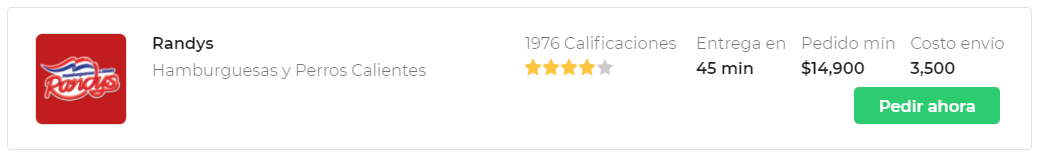 Randys
Randys
Hamburguesas y Perros Calientes
1976 Calificaciones
Entrega en
45 min
Pedido mín
$14,900
Costo envío
3,500
Pedir ahora